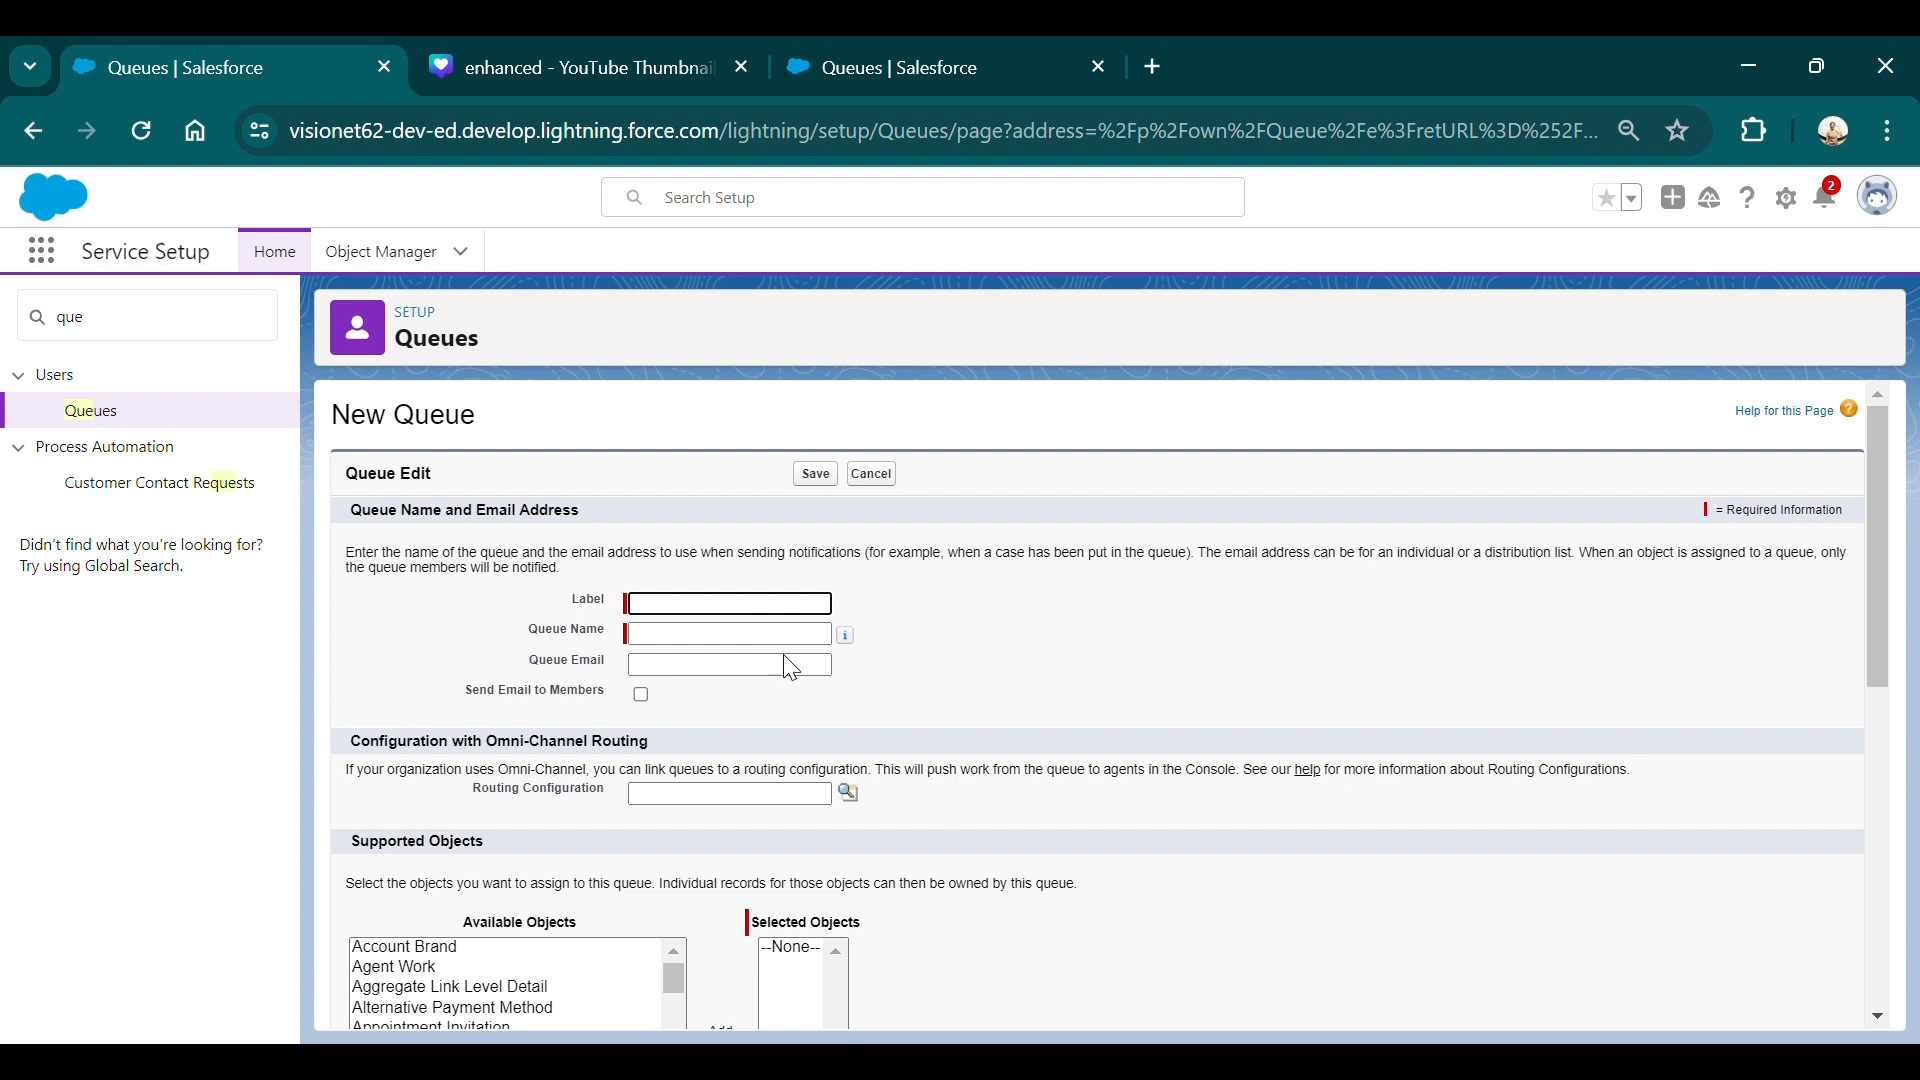 Queues | Salesforce
enhanced - YouTube Thumbnail
Queues | Salesforce
visionet62-dev-ed.develop.lightning.force.com/lightning/setup/Queues/page?address=%2Fp%2Fown%2FQueue%2Fe%3FretURL%3D%252F...
Search Setup
2
Service Setup
Home
Object Manager
que
Users
Queues
Process Automation
Customer Contact Requests
Didn't find what you're looking for?
Try using Global Search.
SETUP
Queues
New Queue
Help for this Page
Queue Edit
Save
Cancel
Queue Name and Email Address
= Required Information
Enter the name of the queue and the email address to use when sending notifications (for example, when a case has been put in the queue). The email address can be for an individual or a distribution list. When an object is assigned to a queue, only
the queue members will be notified.
Label
Queue Name
Queue Email
Send Email to Members
Configuration with Omni-Channel Routing
If your organization uses Omni-Channel, you can link queues to a routing configuration. This will push work from the queue to agents in the Console. See our help for more information about Routing Configurations.
Routing Configuration
Supported Objects
Select the objects you want to assign to this queue. Individual records for those objects can then be owned by this queue.
Available Objects
Selected Objects
Account Brand
Agent Work
Aggregate Link Level Detail
Alternative Payment Method
Appointment Invitation
--None--
Add